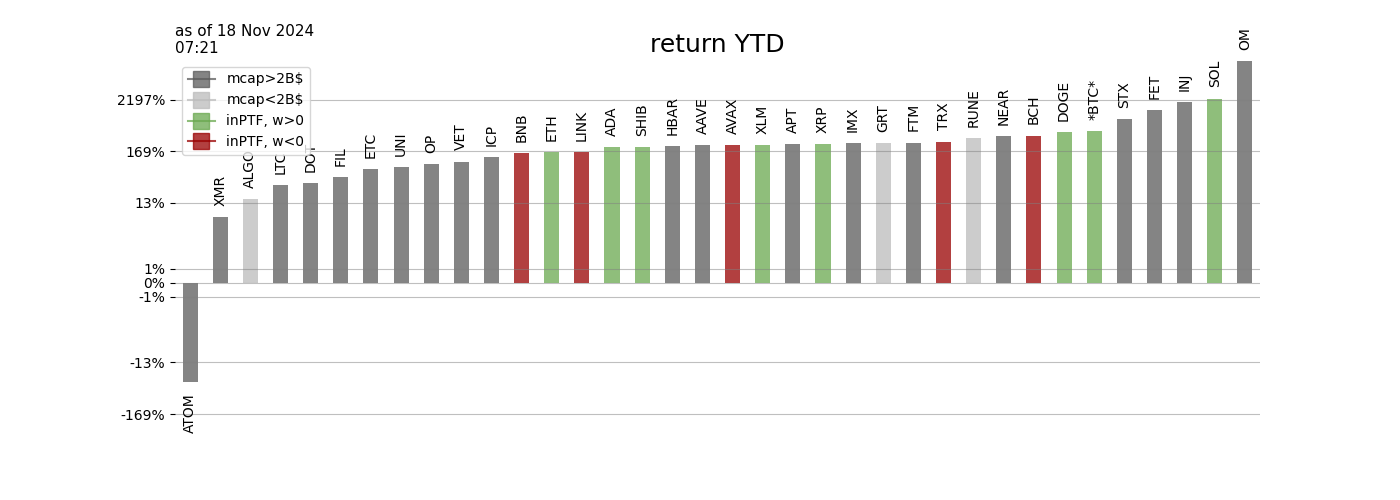 as of 18 Nov 2024
07:21
return YTD
mcap>2B$
mcap<2B$
inPTF, w>0
inPTF, w<0
2197%
169%
13%
1%
0%
-1%
-13%
-169%
ATOM
XMR
ALGO
LTC
DOT
FIL
ETC
UNI
OP
VET
ICP
BNB
ETH
LINK
ADA
SHIB
HBAR
AAVE
AVAX
XLM
APT
XRP
IMX
GRT
FTM
TRX
RUNE
NEAR
BCH
DOGE
*BTC*
STX
FET
INJ
SOL
OM